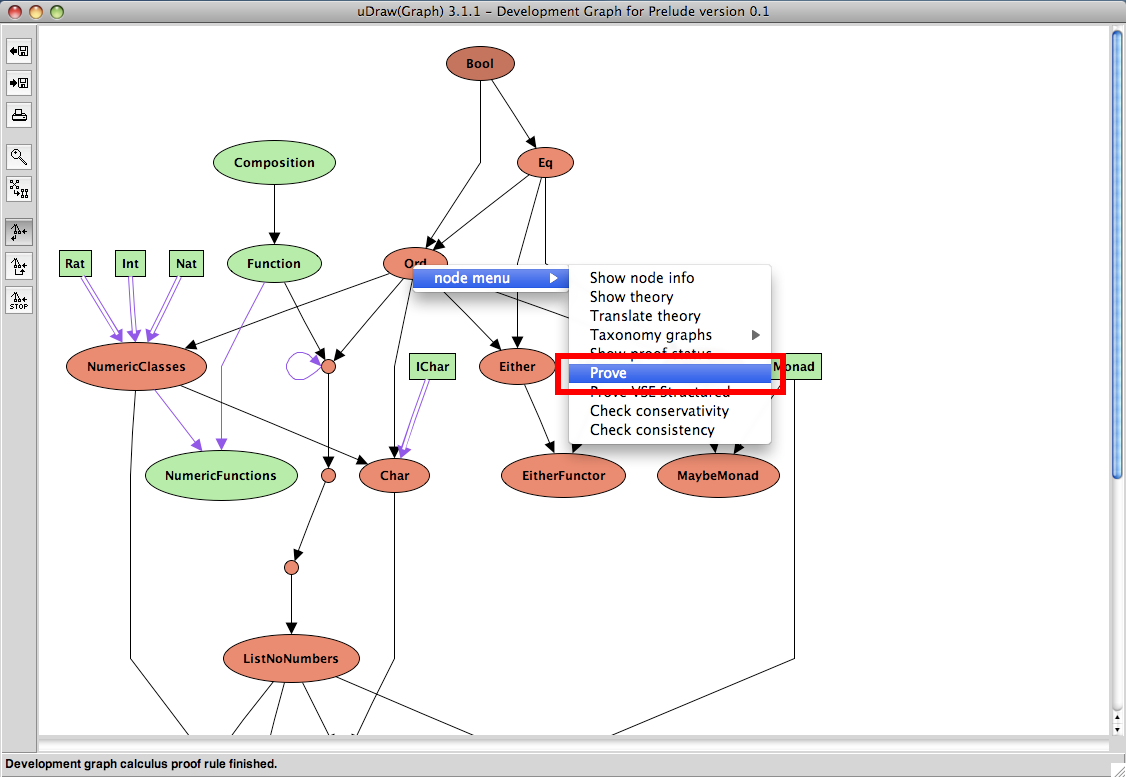 uDraw(Graph) 3.1.1 – Development Graph for Prelude version 0.1
Bool
Composition
Eq
Rat
Int
Nat
Function
Ord
node menu
Show node info
Show theory
Translate theory
Taxonomy graphs
Show proof status
Prove
Prove VSE Structured
Check conservativity
Check consistency
NumericClasses
IChar
Either
Monad
NumericFunctions
Char
EitherFunctor
MaybeMonad
STOP
ListNoNumbers
Development graph calculus proof rule finished.